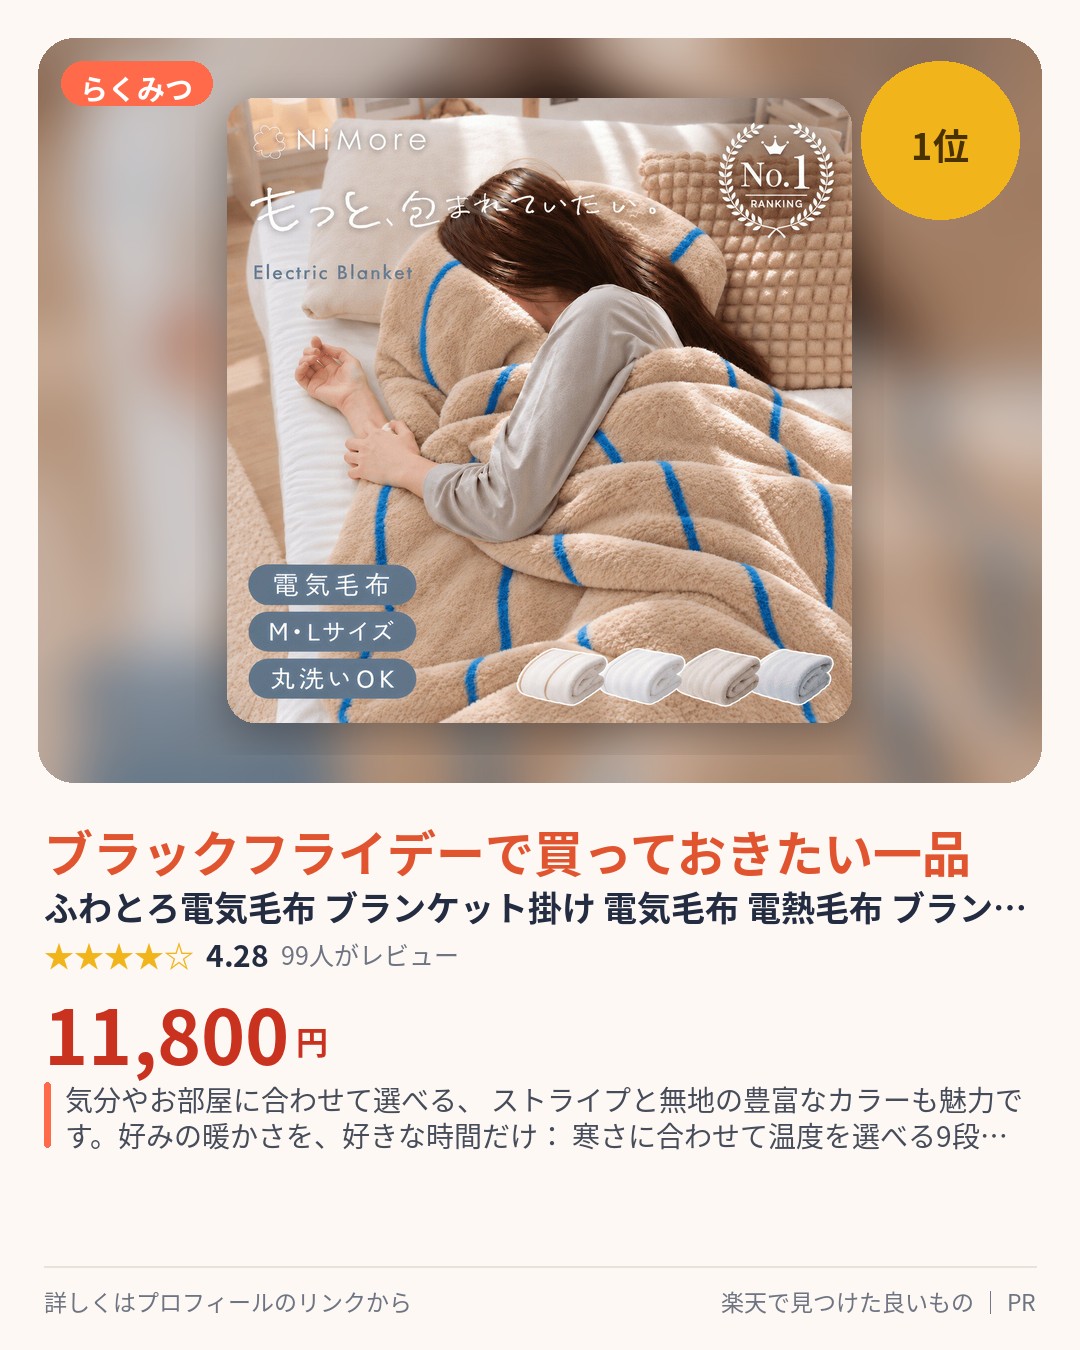 らくみつ
1位
NiMore
もっと、包まれていたい。
Electric Blanket
No.1
RANKING
電気毛布
M・Lサイズ
丸洗いOK
ブラックフライデーで買っておきたい一品
ふわとろ電気毛布 ブランケット掛け 電気毛布 電熱毛布 ブラン…
★★★★☆ 4.28 99人がレビュー
11,800円
気分やお部屋に合わせて選べる、 ストライプと無地の豊富なカラーも魅力で
す。好みの暖かさを、好きな時間だけ： 寒さに合わせて温度を選べる9段…
詳しくはプロフィールのリンクから
楽天で見つけた良いもの｜PR